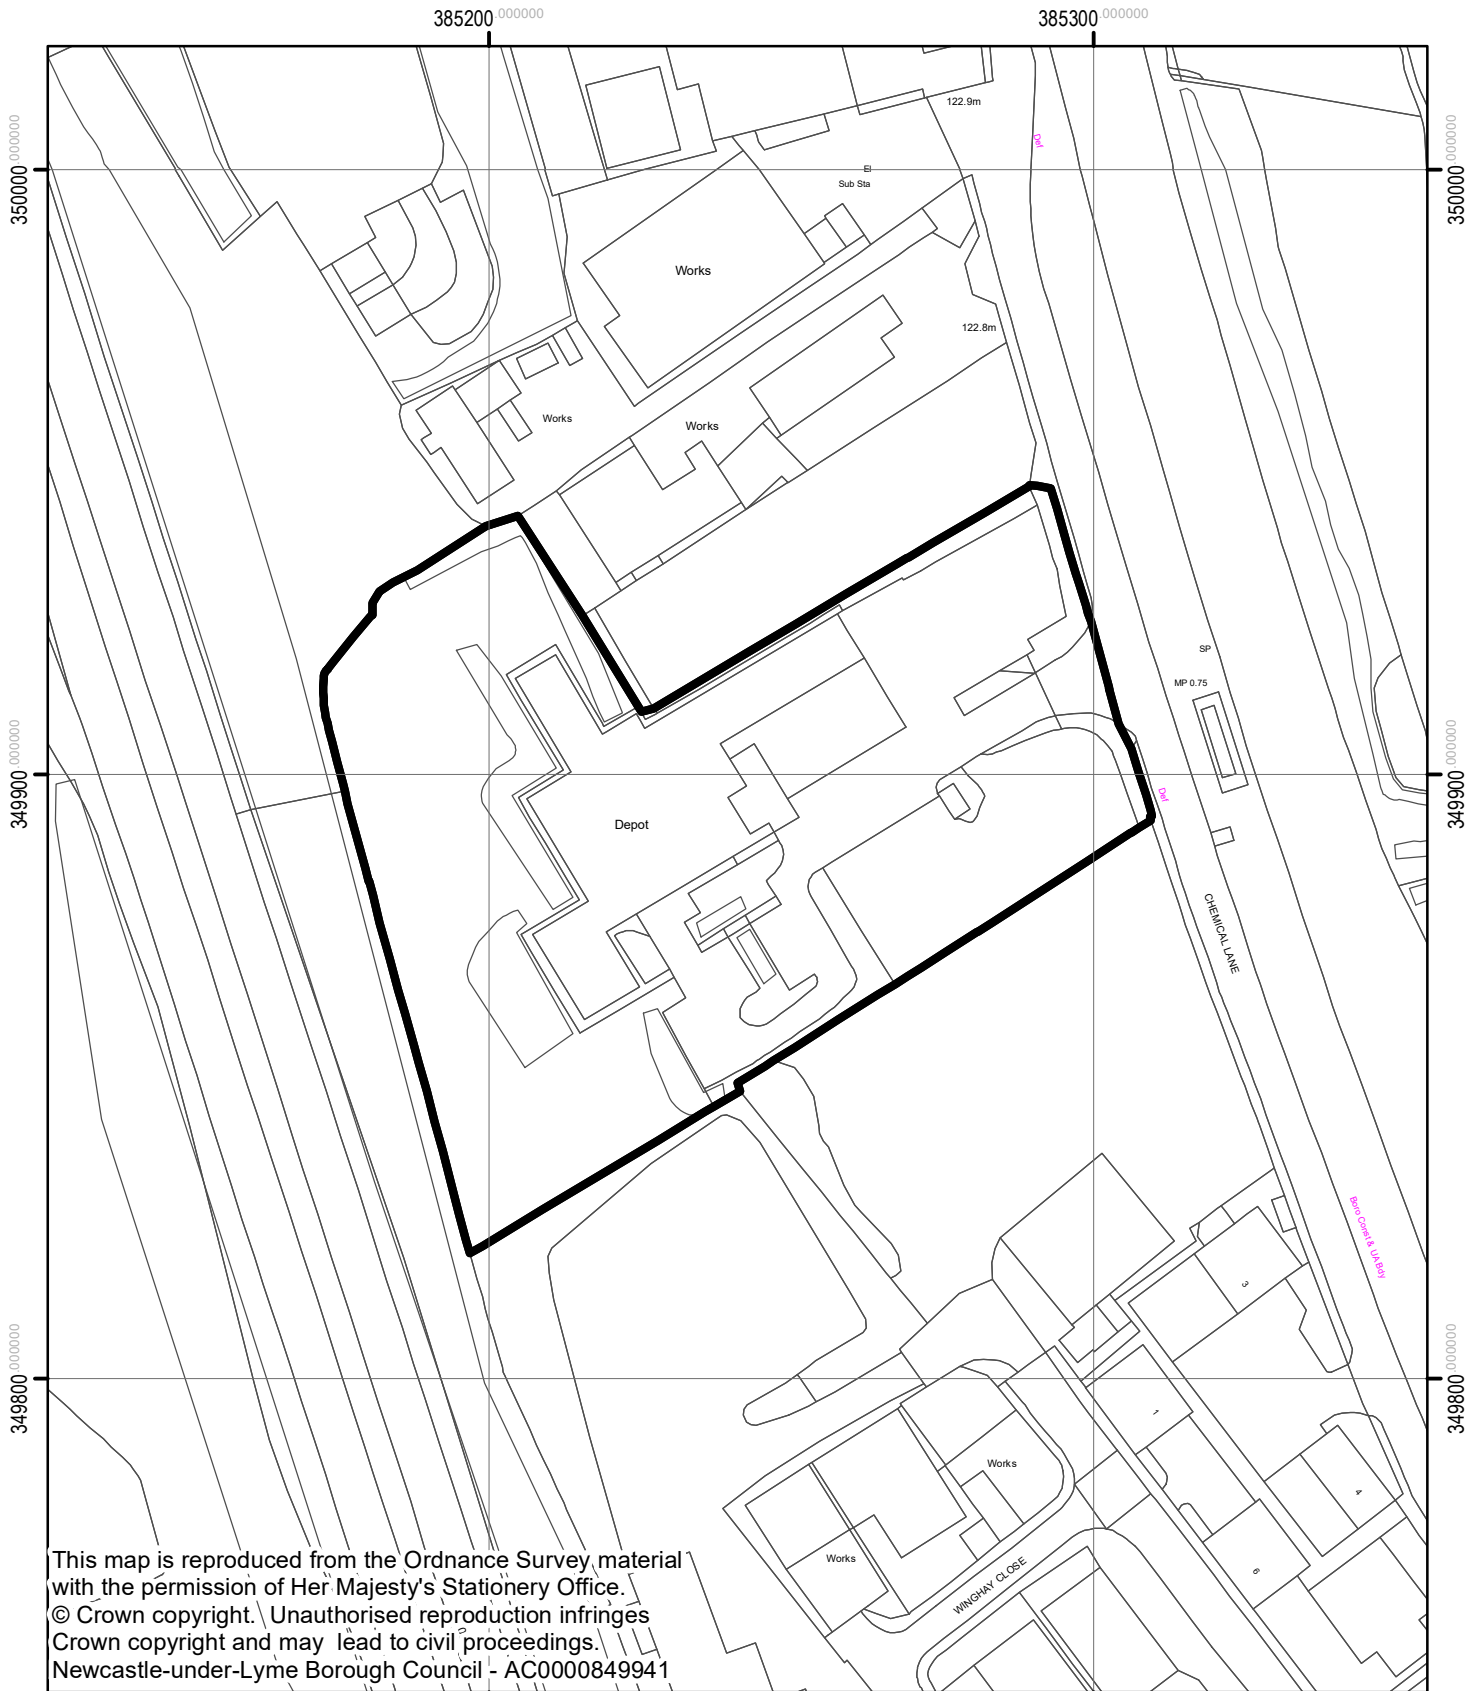 385200.000000
385300.000000
350000.000000
350000.000000
122.9m
Def
El
Sub Sta
Works
122.8m
Works
Works
SP
MP 0.75
349900.000000
349900.000000
Def
Depot
CHEMICAL LANE
Boro Const & UA Bdy
3
349800.000000
349800.000000
1
Works
4
Works
6
WINGHAY CLOSE
This map is reproduced from the Ordnance Survey material
with the permission of Her Majesty's Stationery Office.
© Crown copyright. Unauthorised reproduction infringes
Crown copyright and may lead to civil proceedings.
Newcastle-under-Lyme Borough Council - AC0000849941